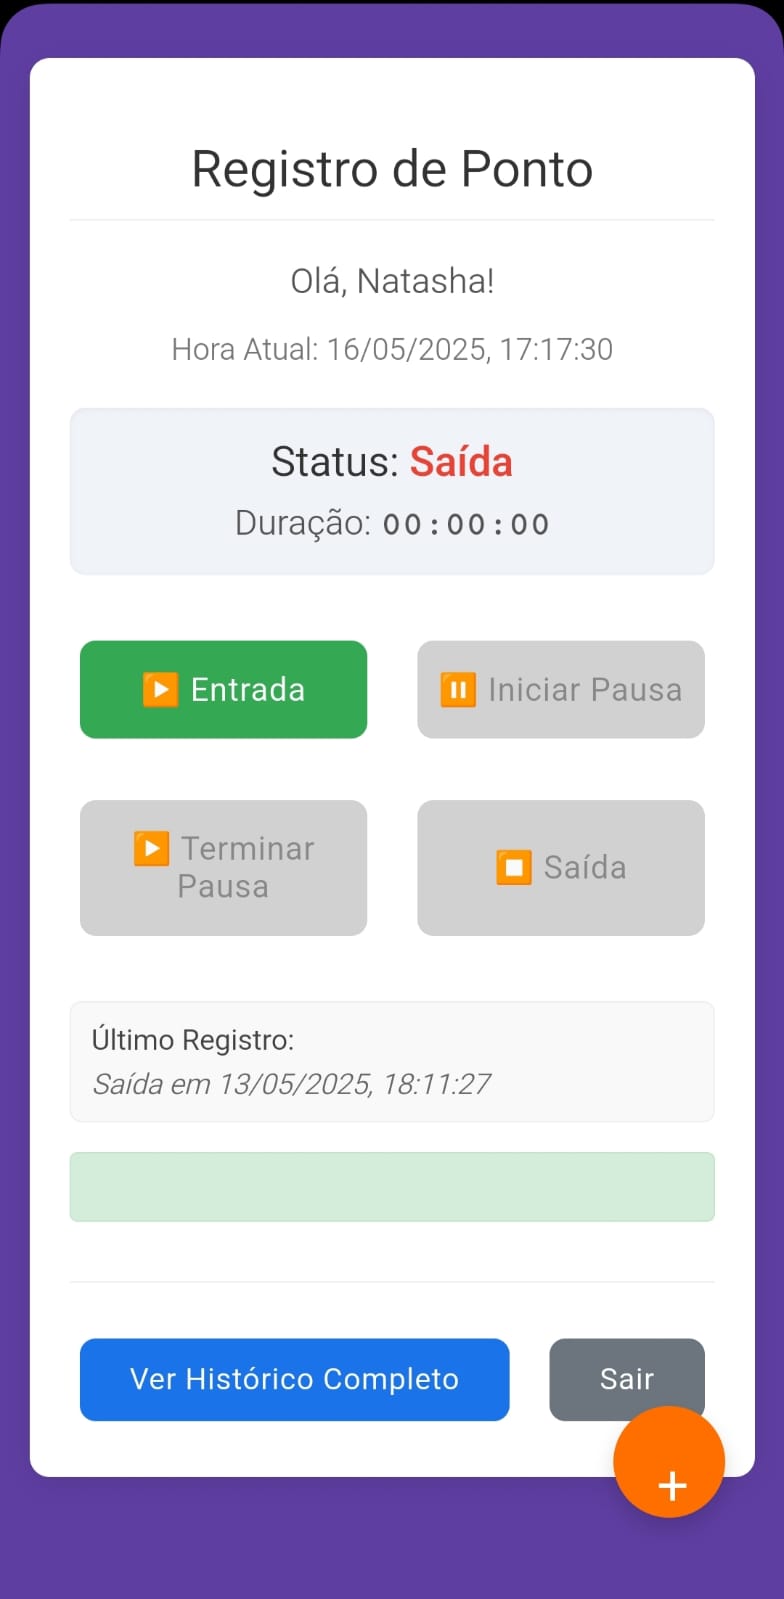 Registro de Ponto
Olá, Natasha!
Hora Atual: 16/05/2025, 17:17:30
Status: Saída
Duração: 00:00:00
▶️ Entrada
⏸️ Iniciar Pausa
▶️ Terminar
Pausa
⏹️ Saída
Último Registro:
Saída em 13/05/2025, 18:11:27
Ver Histórico Completo
Sair
+